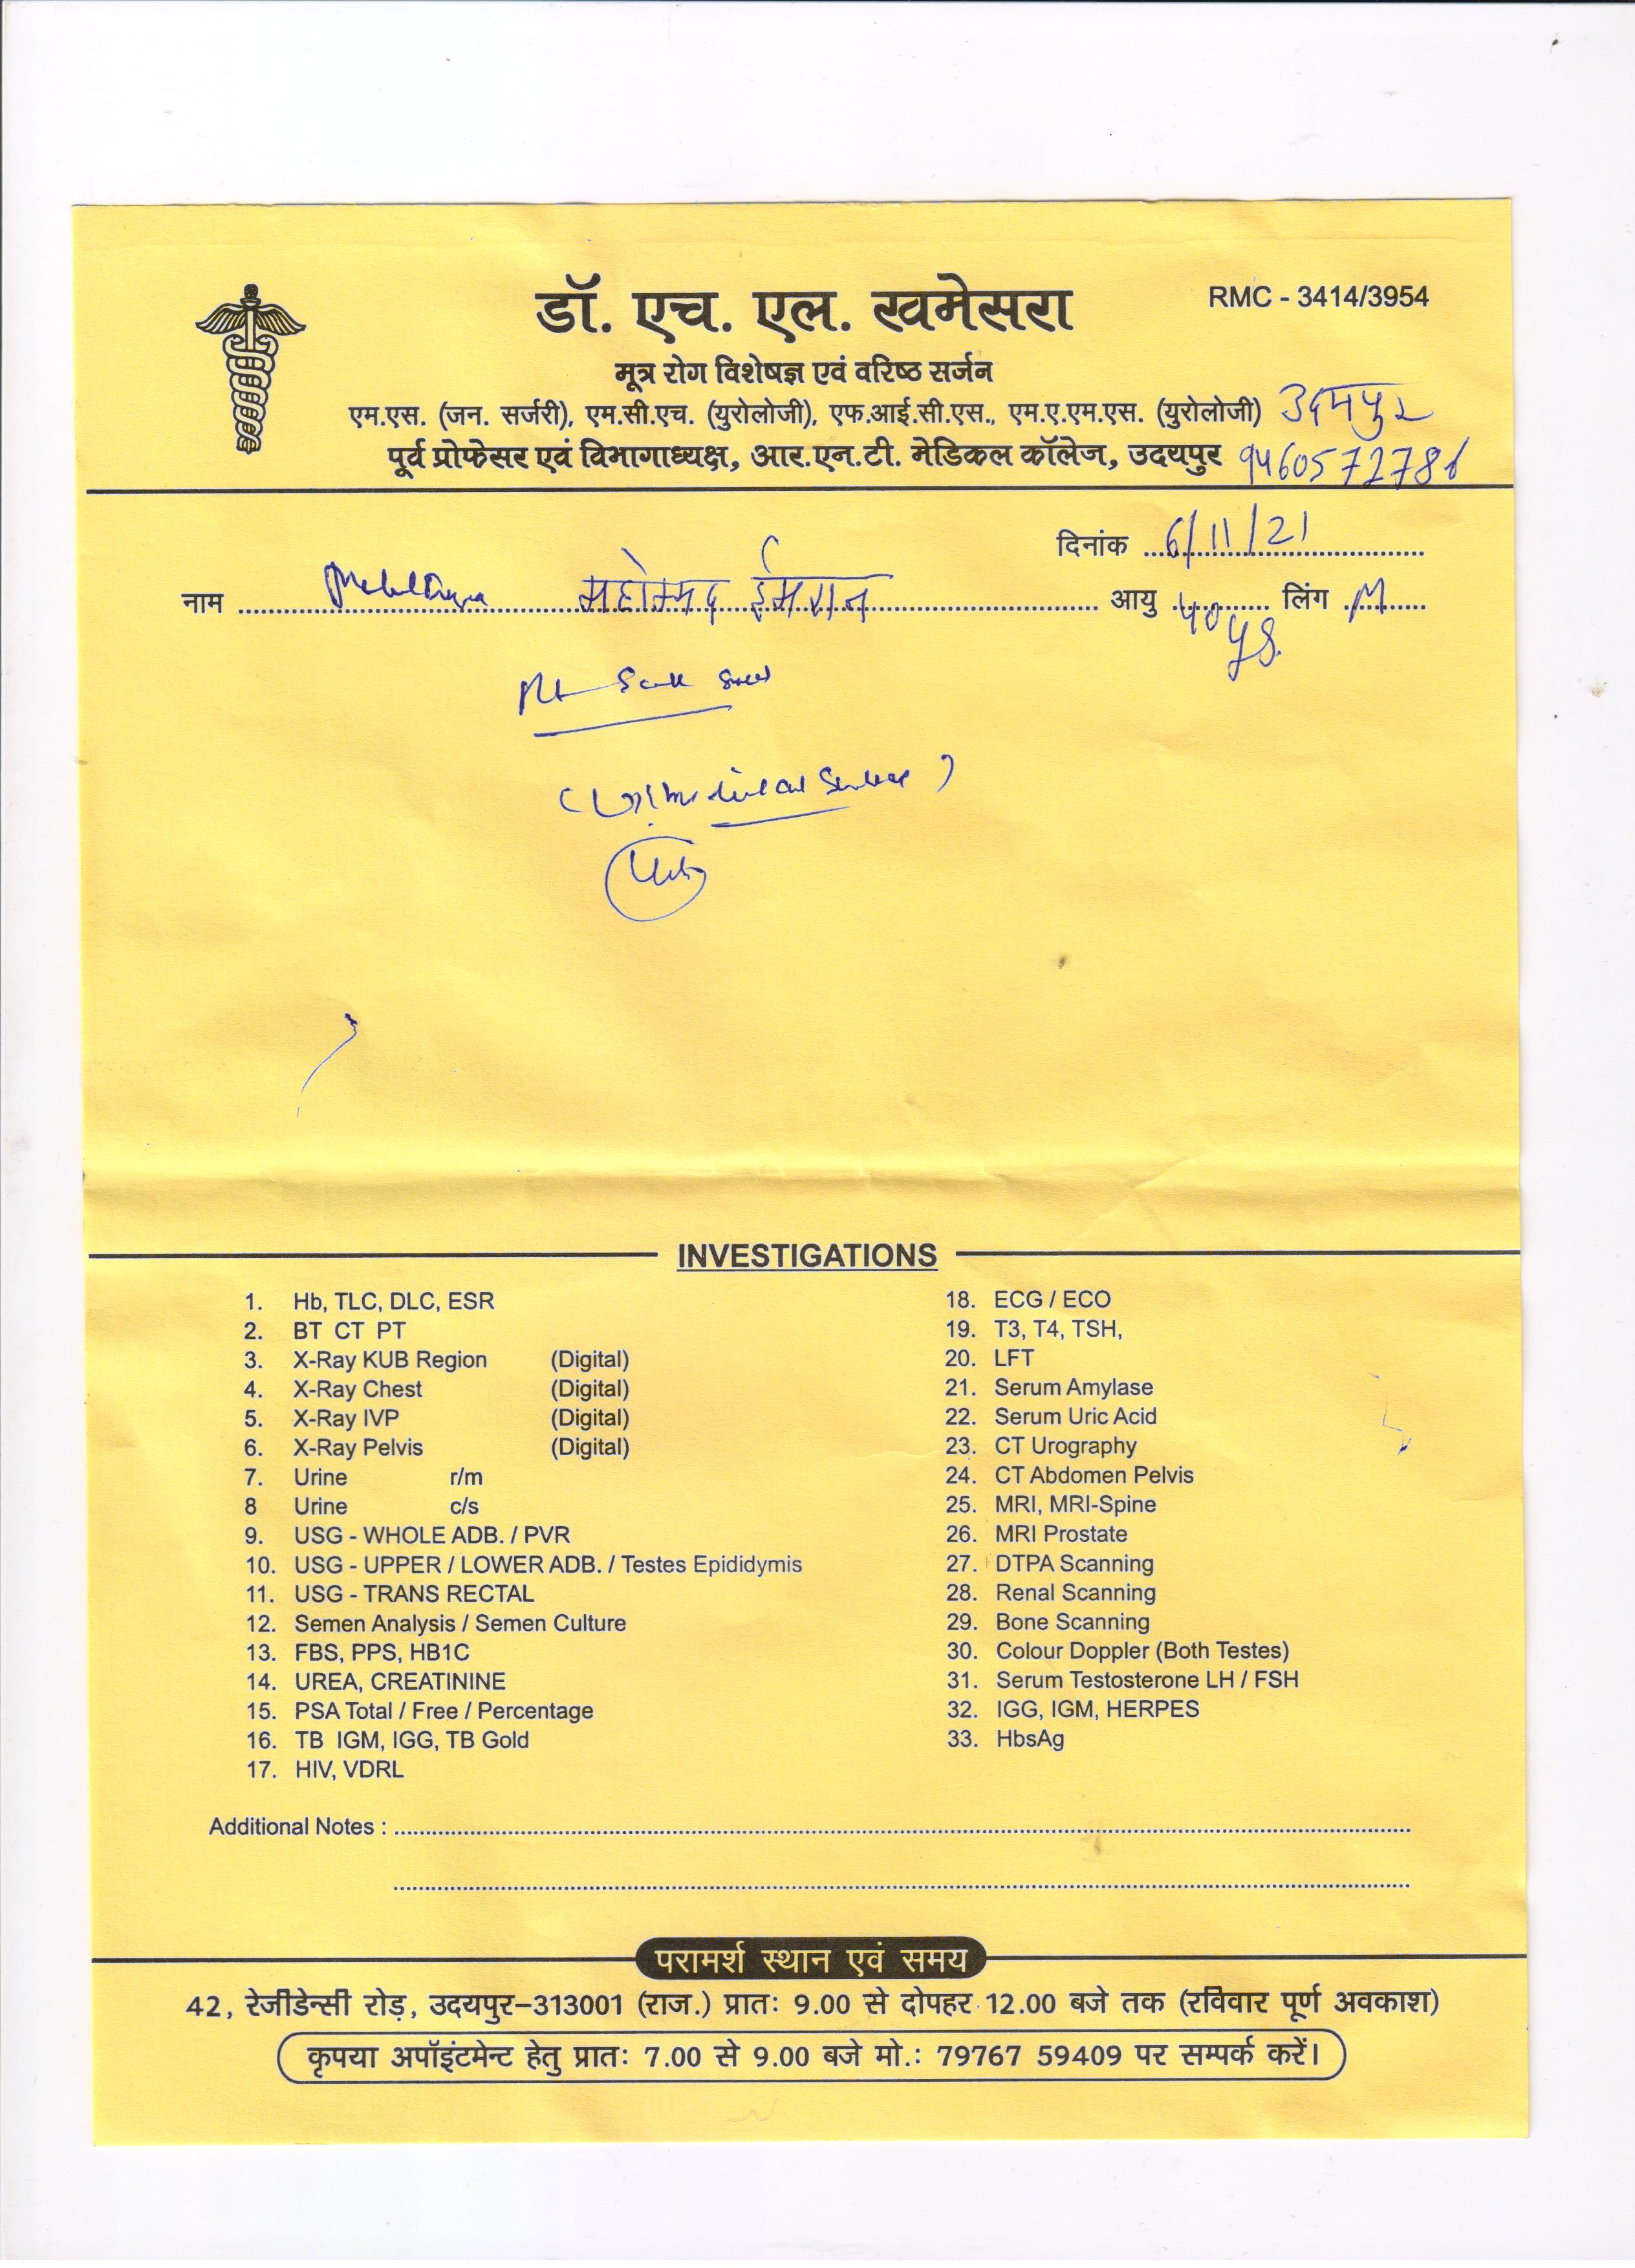 डॉ. एच. एल. खमेसरा
RMC - 3414/3954
मूत्र रोग विशेषज्ञ एवं वरिष्ठ सर्जन
एम.एस. (जन. सर्जरी), एम.सी.एच. (युरोलोजी), एफ.आई.सी.एस., एम.ए.एम.एस. (युरोलोजी) उदयपुर
पूर्व प्रोफेसर एवं विभागाध्यक्ष, आर.एन.टी. मेडिकल कॉलेज, उदयपुर
दिनांक 6/11/21
नाम महोम्मद ईमरान आयु 40 लिंग M
INVESTIGATIONS
1. Hb, TLC, DLC, ESR
2. BT CT PT
3. X-Ray KUB Region (Digital)
4. X-Ray Chest (Digital)
5. X-Ray IVP (Digital)
6. X-Ray Pelvis (Digital)
7. Urine r/m
8 Urine c/s
9. USG - WHOLE ADB. / PVR
10. USG - UPPER / LOWER ADB. / Testes Epididymis
11. USG - TRANS RECTAL
12. Semen Analysis / Semen Culture
13. FBS, PPS, HB1C
14. UREA, CREATININE
15. PSA Total / Free / Percentage
16. TB IGM, IGG, TB Gold
17. HIV, VDRL
18. ECG / ECO
19. T3, T4, TSH,
20. LFT
21. Serum Amylase
22. Serum Uric Acid
23. CT Urography
24. CT Abdomen Pelvis
25. MRI, MRI-Spine
26. MRI Prostate
27. DTPA Scanning
28. Renal Scanning
29. Bone Scanning
30. Colour Doppler (Both Testes)
31. Serum Testosterone LH / FSH
32. IGG, IGM, HERPES
33. HbsAg
Additional Notes :
परामर्श स्थान एवं समय
42, रेजीडेन्सी रोड़, उदयपुर-313001 (राज.) प्रातः 9.00 से दोपहर 12.00 बजे तक (रविवार पूर्ण अवकाश)
कृपया अपॉइंटमेन्ट हेतु प्रातः 7.00 से 9.00 बजे मो.: 79767 59409 पर सम्पर्क करें।